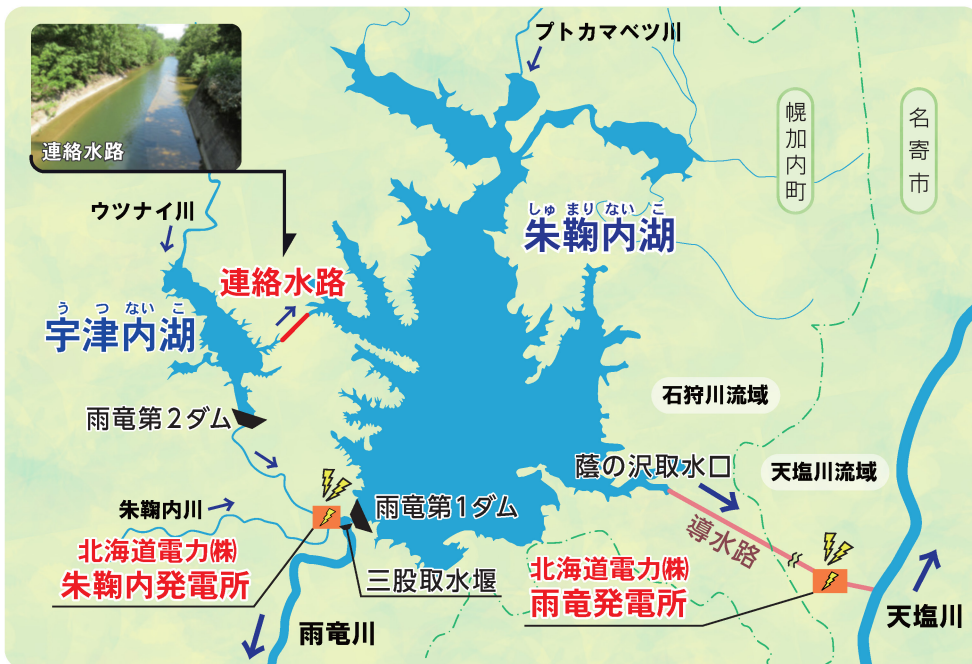 プトカマベツ川
連絡水路
幌加内町
名寄市
ウツナイ川
しゅまりないこ
朱鞠内湖
連絡水路
うつないこ
宇津内湖
石狩川流域
雨竜第2ダム
蔭の沢取水口
天塩川流域
朱鞠内川
雨竜第1ダム
導水路
北海道電力㈱
朱鞠内発電所
三股取水堰
北海道電力㈱
雨竜発電所
雨竜川
天塩川